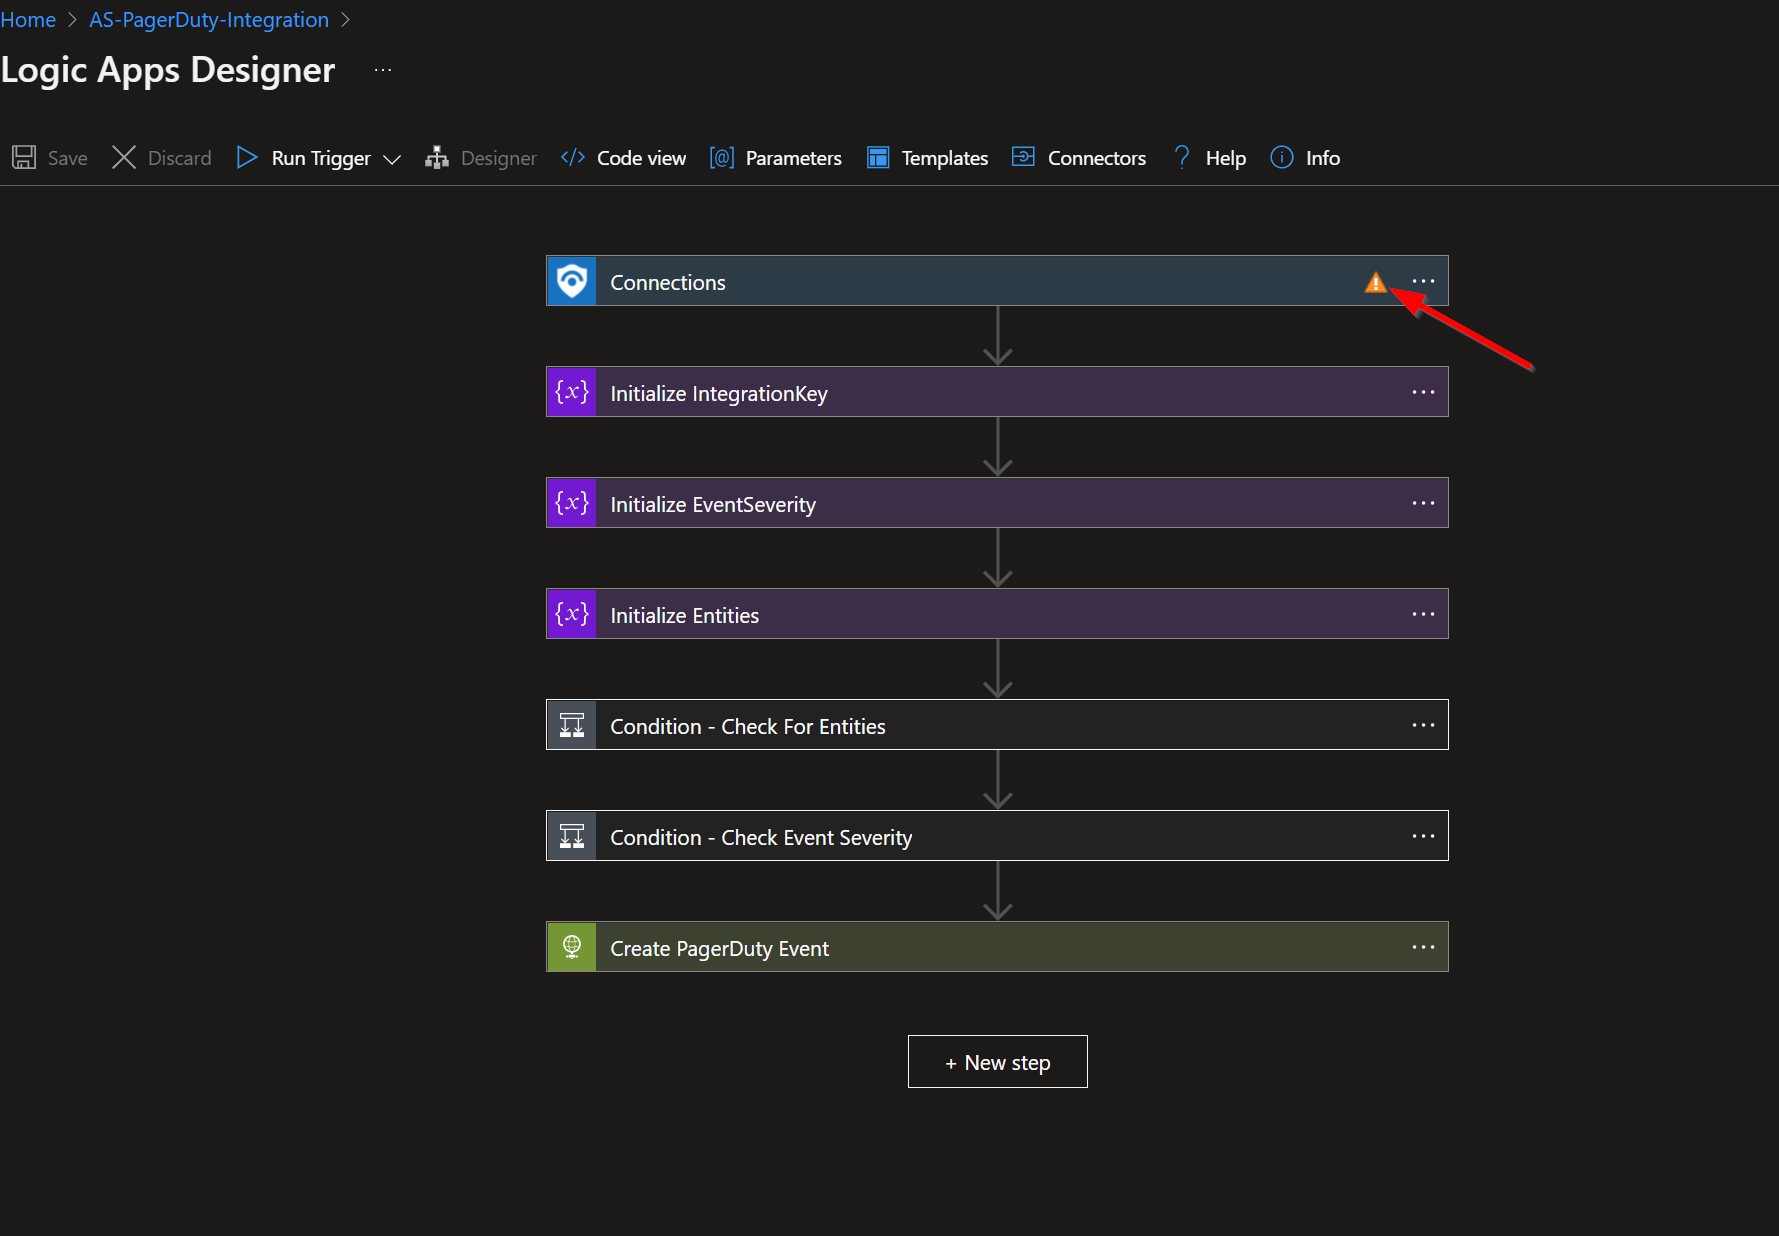 Home > AS-PagerDuty-Integration >
Logic Apps Designer ...
Save Discard Run Trigger Designer </> Code view [@] Parameters Templates Connectors ? Help Info
Connections ...
{x} Initialize IntegrationKey ...
{x} Initialize EventSeverity ...
{x} Initialize Entities ...
Condition - Check For Entities ...
Condition - Check Event Severity ...
Create PagerDuty Event ...
+ New step